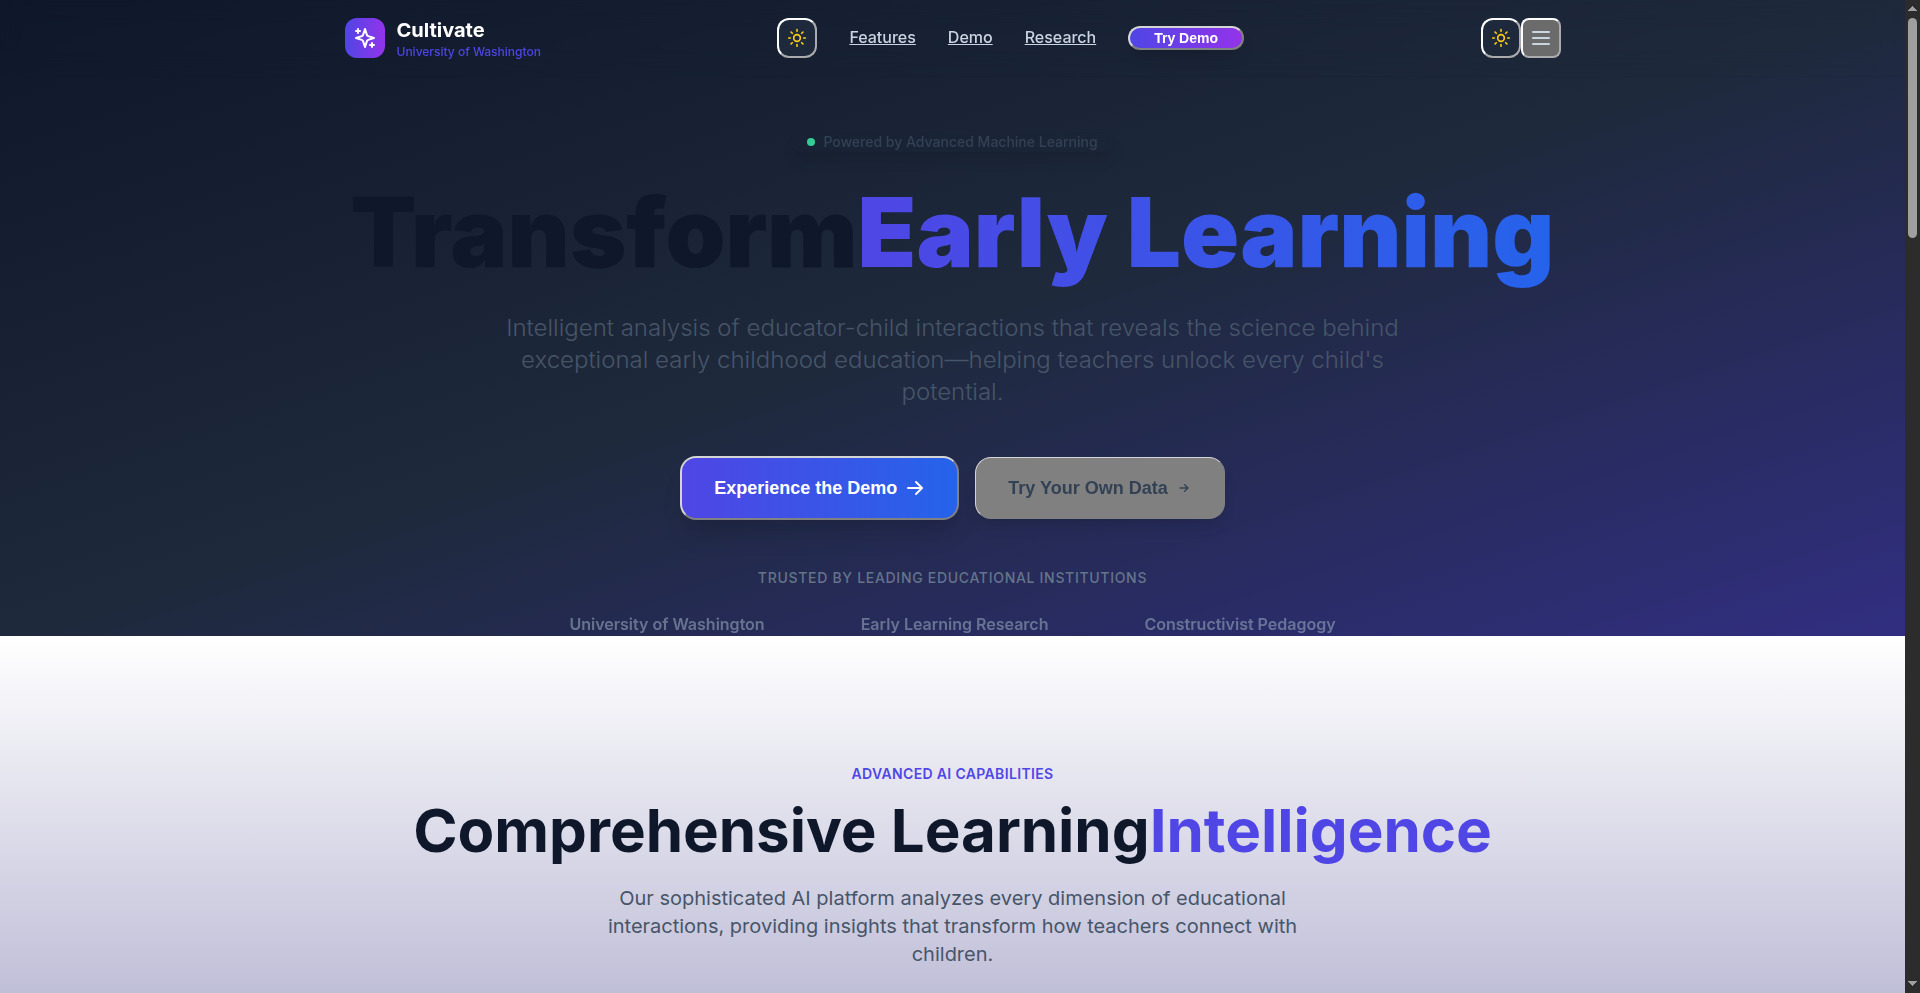 Cultivate
University of Washington
Features
Demo
Research
Try Demo
Powered by Advanced Machine Learning
TransformEarly Learning
Intelligent analysis of educator-child interactions that reveals the science behind
exceptional early childhood education—helping teachers unlock every child's
potential.
Experience the Demo
Try Your Own Data
TRUSTED BY LEADING EDUCATIONAL INSTITUTIONS
University of Washington
Early Learning Research
Constructivist Pedagogy
ADVANCED AI CAPABILITIES
Comprehensive LearningIntelligence
Our sophisticated AI platform analyzes every dimension of educational
interactions, providing insights that transform how teachers connect with
children.